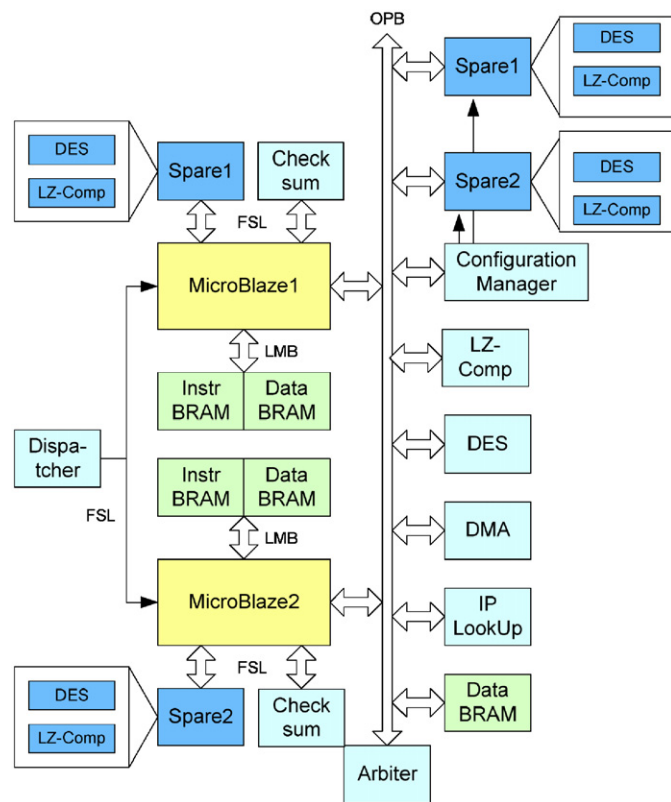 OPB
DES
LZ-Comp
Spare1
DES
LZ-Comp
Spare1
Check
sum
DES
LZ-Comp
Spare2
FSL
MicroBlaze1
Configuration
Manager
LMB
LZ-
Comp
Instr
BRAM
Data
BRAM
Dispa-
tcher
DES
Instr
BRAM
Data
BRAM
FSL
LMB
DMA
MicroBlaze2
IP
LookUp
FSL
DES
LZ-Comp
Spare2
Check
sum
Data
BRAM
Arbiter